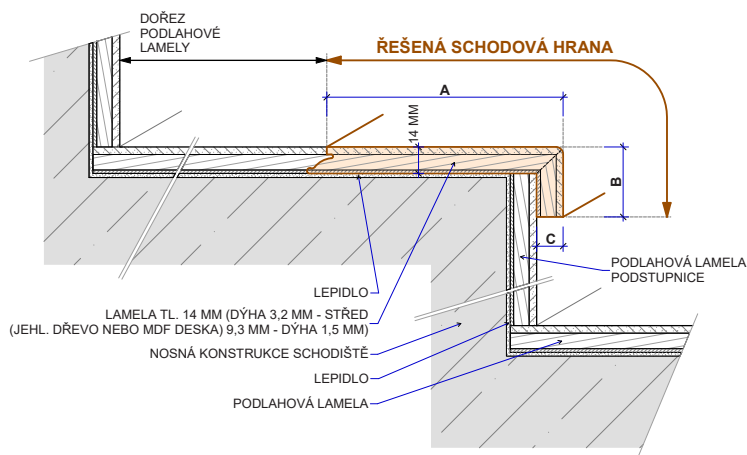 DOŘEZ
PODLAHOVÉ
LAMELY
ŘEŠENÁ SCHODOVÁ HRANA
A
14 MM
B
C
PODLAHOVÁ LAMELA
PODSTUPNICE
LEPIDLO
LAMELA TL. 14 MM (DÝHA 3,2 MM - STŘED
(JEHL. DŘEVO NEBO MDF DESKA) 9,3 MM - DÝHA 1,5 MM)
NOSNÁ KONSTRUKCE SCHODIŠTĚ
LEPIDLO
PODLAHOVÁ LAMELA